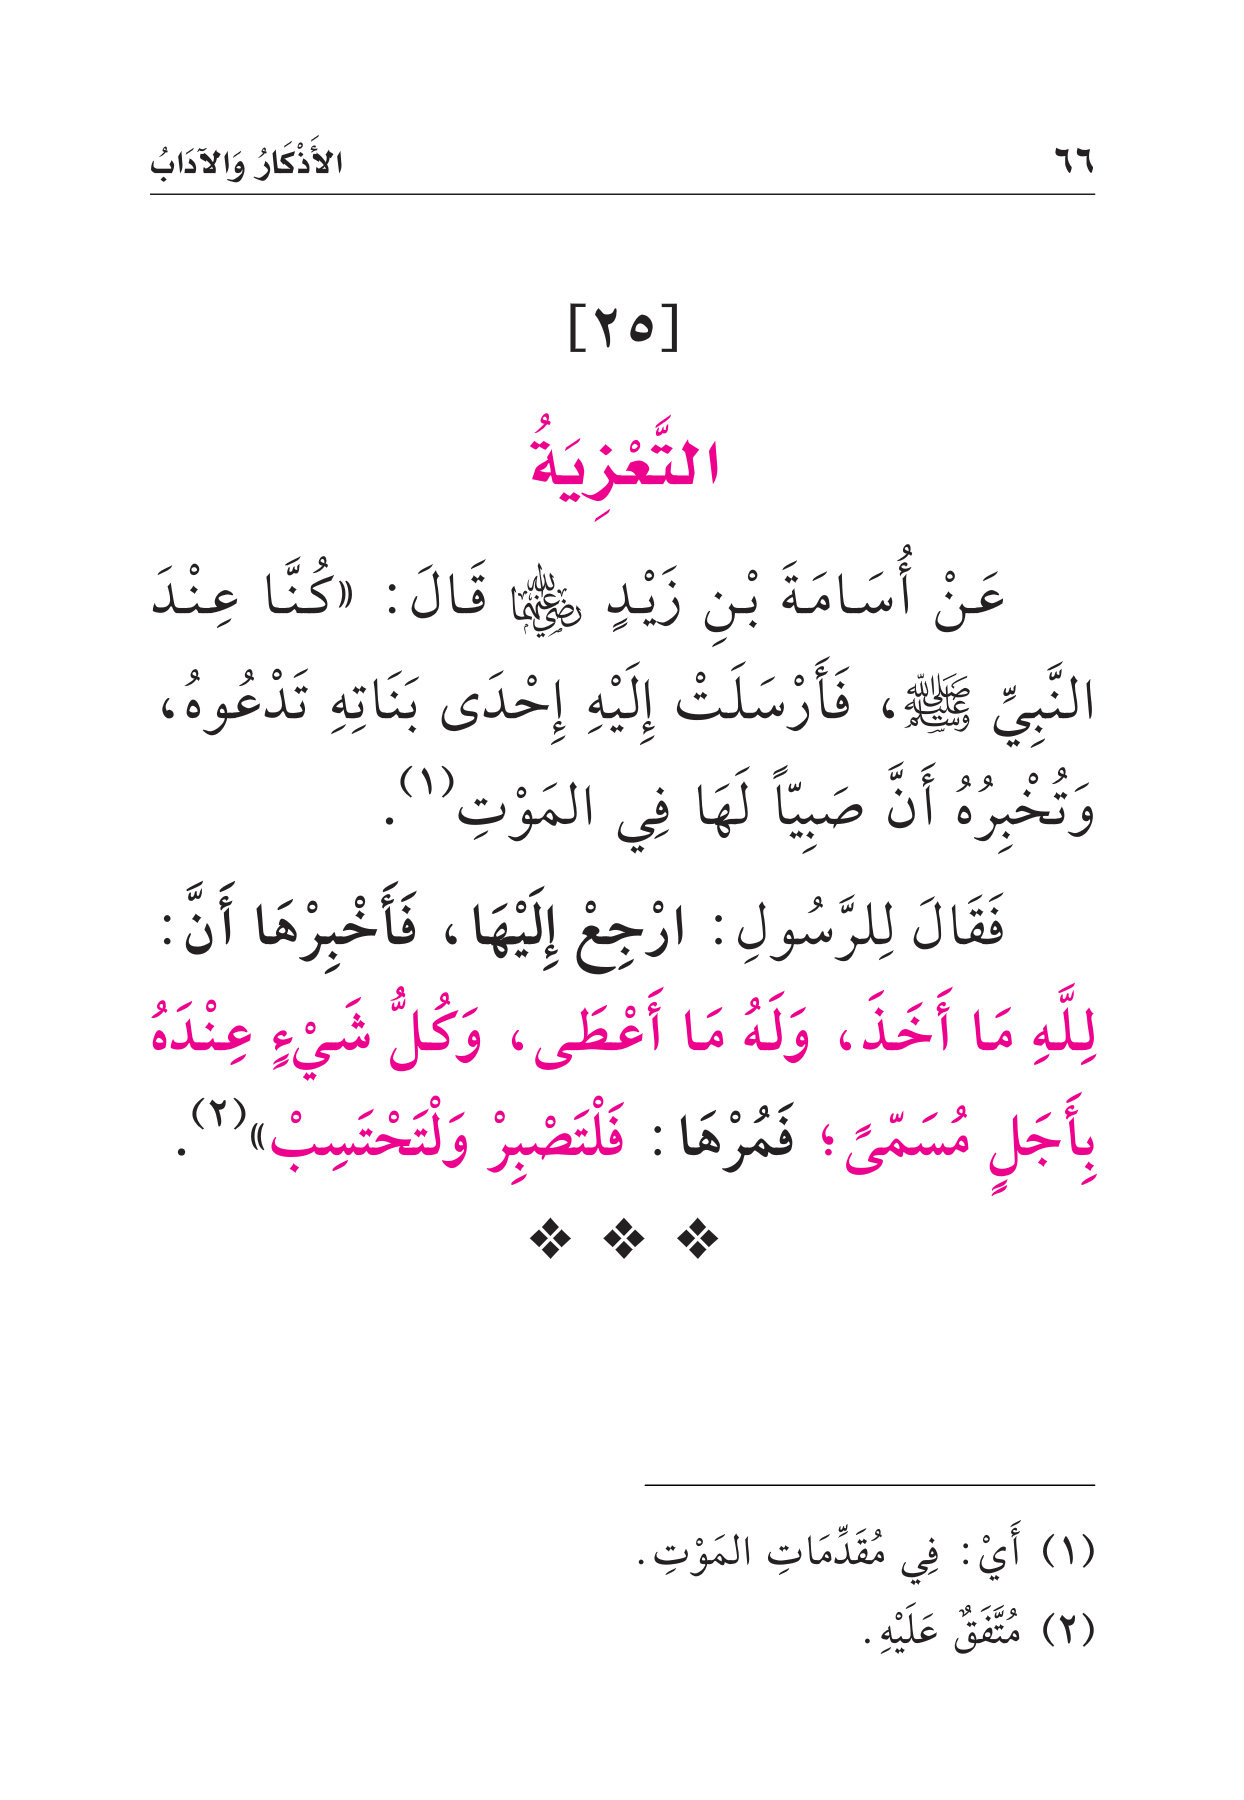 ٦٦
الأَذْكَارُ وَالآدَابُ
[٢٥]
التَّعْزِيَةُ
عَنْ أُسَامَةَ بْنِ زَيْدٍ رضي الله عنهما قَالَ: «كُنَّا عِنْدَ
النَّبِيِّ ﷺ، فَأَرْسَلَتْ إِلَيْهِ إِحْدَى بَنَاتِهِ تَدْعُوهُ،
وَتُخْبِرُهُ أَنَّ صَبِيّاً لَهَا فِي المَوْتِ(١).
فَقَالَ لِلرَّسُولِ: ارْجِعْ إِلَيْهَا، فَأَخْبِرْهَا أَنَّ:
لِلَّهِ مَا أَخَذَ، وَلَهُ مَا أَعْطَى، وَكُلُّ شَيْءٍ عِنْدَهُ
بِأَجَلٍ مُسَمّىً؛ فَمُرْهَا: فَلْتَصْبِرْ وَلْتَحْتَسِبْ»(٢).
(١) أَيْ: فِي مُقَدِّمَاتِ المَوْتِ.
(٢) مُتَّفَقٌ عَلَيْهِ.